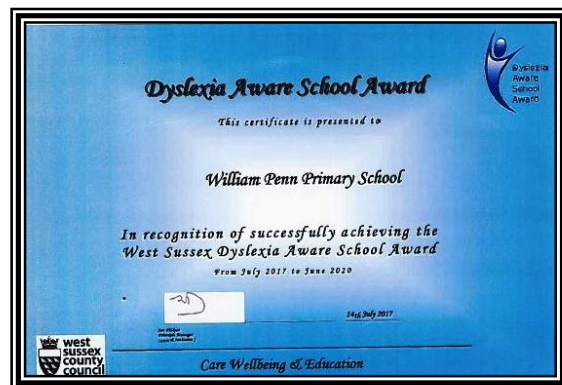 Dyslexia Aware School Award
Dyslexia
Aware
School
Award
This certificate is presented to
William Penn Primary School
In recognition of successfully achieving the
West Sussex Dyslexia Aware School Award
From July 2017 to June 2020
14th July 2017
Principal Manager
west
sussex
county
council
Care Wellbeing & Education